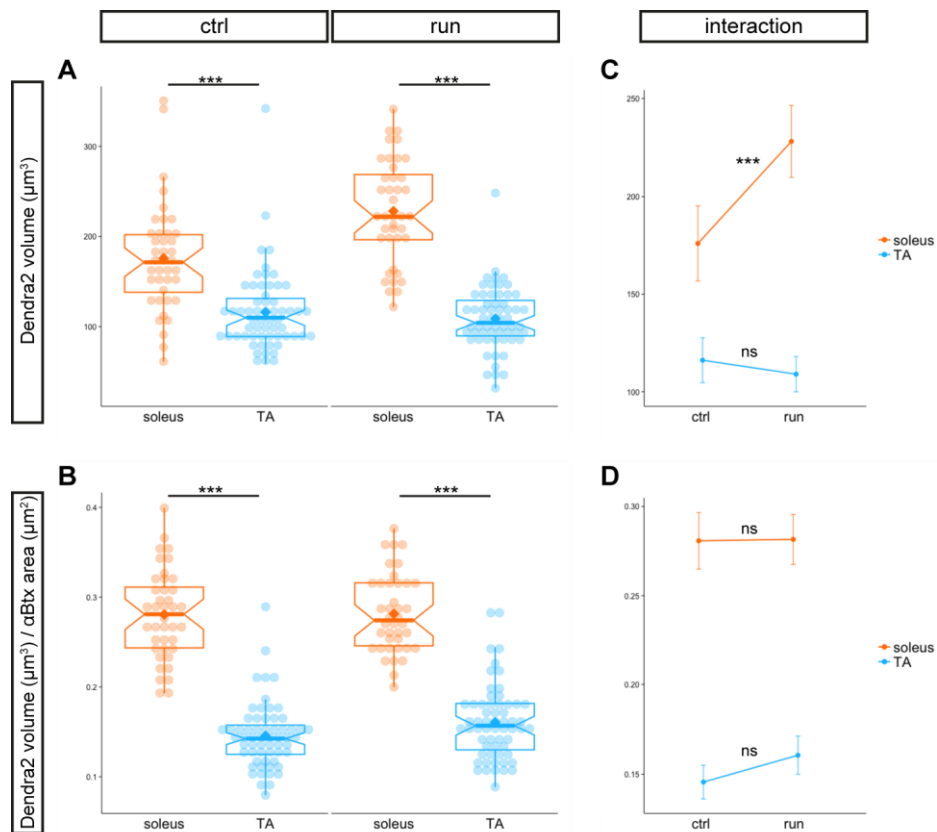 ctrl
run
interaction
A
C
Dendra2 volume (µm³)
***
***
300
200
100
soleus
TA
soleus
TA
250
200
150
100
***
ns
ctrl
run
soleus
TA
B
D
Dendra2 volume (µm³) / αBtx area (µm²)
***
***
0.4
0.3
0.2
0.1
soleus
TA
soleus
TA
0.30
0.25
0.20
0.15
ns
ns
ctrl
run
soleus
TA